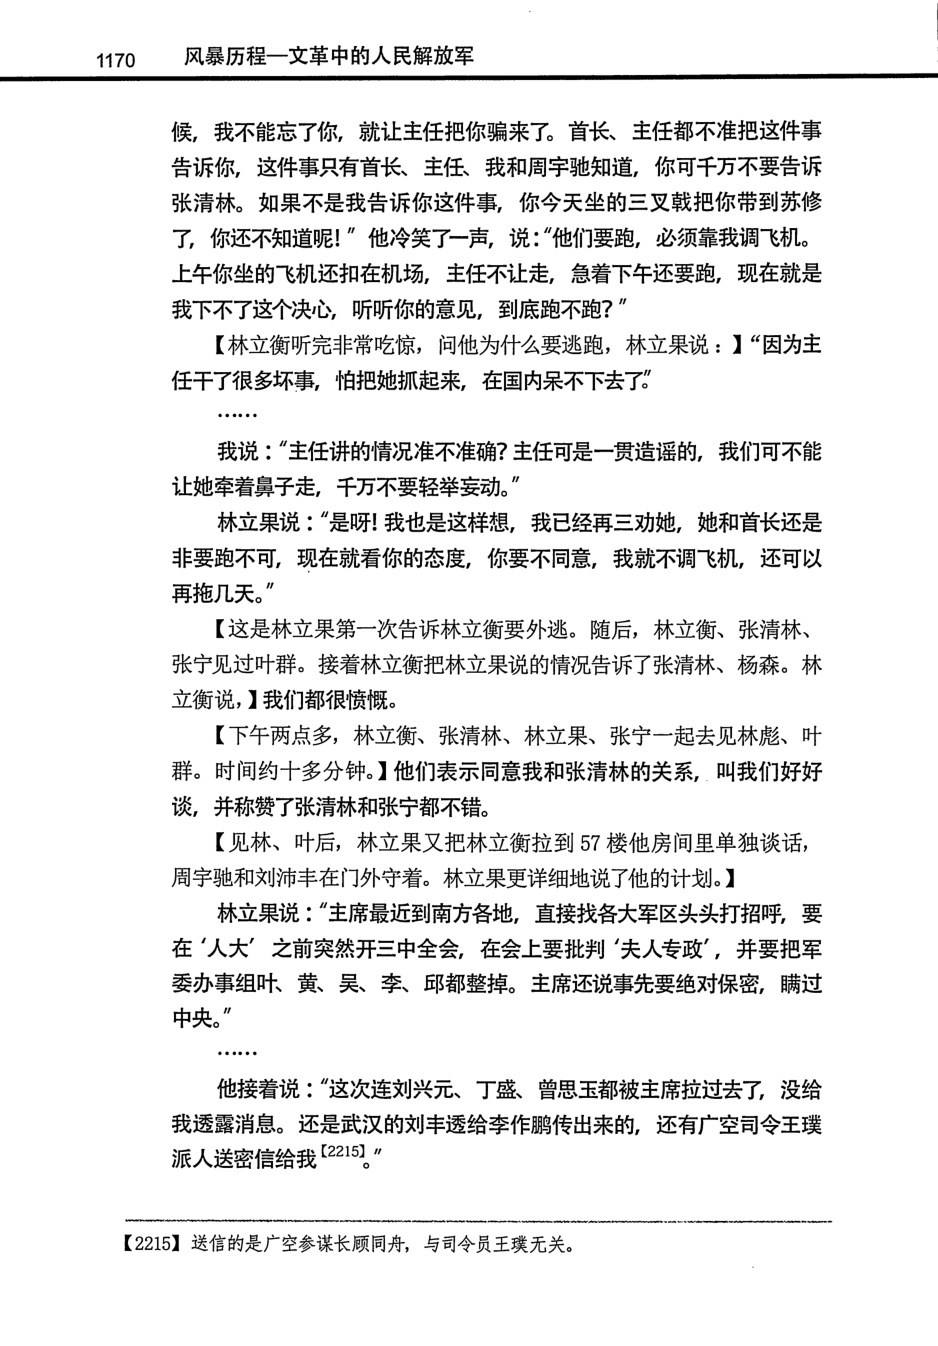 1170 风暴历程—文革中的人民解放军
候，我不能忘了你，就让主任把你骗来了。首长、主任都不准把这件事
告诉你，这件事只有首长、主任、我和周宇驰知道，你可千万不要告诉
张清林。如果不是我告诉你这件事，你今天坐的三叉戟把你带到苏修
了，你还不知道呢！”他冷笑了一声，说：“他们要跑，必须靠我调飞机。
上午你坐的飞机还扣在机场，主任不让走，急着下午还要跑，现在就是
我下不了这个决心，听听你的意见，到底跑不跑？”
【林立衡听完非常吃惊，问他为什么要逃跑，林立果说：】“因为主
任干了很多坏事，怕把她抓起来，在国内呆不下去了。”
……
我说：“主任讲的情况准不准确？主任可是一贯造谣的，我们可不能
让她牵着鼻子走，千万不要轻举妄动。”
林立果说：“是呀！我也是这样想，我已经再三劝她，她和首长还是
非要跑不可，现在就看你的态度，你要不同意，我就不调飞机，还可以
再拖几天。”
【这是林立果第一次告诉林立衡要外逃。随后，林立衡、张清林、
张宁见过叶群。接着林立衡把林立果说的情况告诉了张清林、杨森。林
立衡说，】我们都很愤慨。
【下午两点多，林立衡、张清林、林立果、张宁一起去见林彪、叶
群。时间约十多分钟。】他们表示同意我和张清林的关系，叫我们好好
谈，并称赞了张清林和张宁都不错。
【见林、叶后，林立果又把林立衡拉到 57 楼他房间里单独谈话，
周宇驰和刘沛丰在门外守着。林立果更详细地说了他的计划。】
林立果说：“主席最近到南方各地，直接找各大军区头头打招呼，要
在‘人大’之前突然开三中全会，在会上要批判‘夫人专政’，并要把军
委办事组叶、黄、吴、李、邱都整掉。主席还说事先要绝对保密，瞒过
中央。”
……
他接着说：“这次连刘兴元、丁盛、曾思玉都被主席拉过去了，没给
我透露消息。还是武汉的刘丰透给李作鹏传出来的，还有广空司令王璞
派人送密信给我【2215】。”
【2215】送信的是广空参谋长顾同舟，与司令员王璞无关。